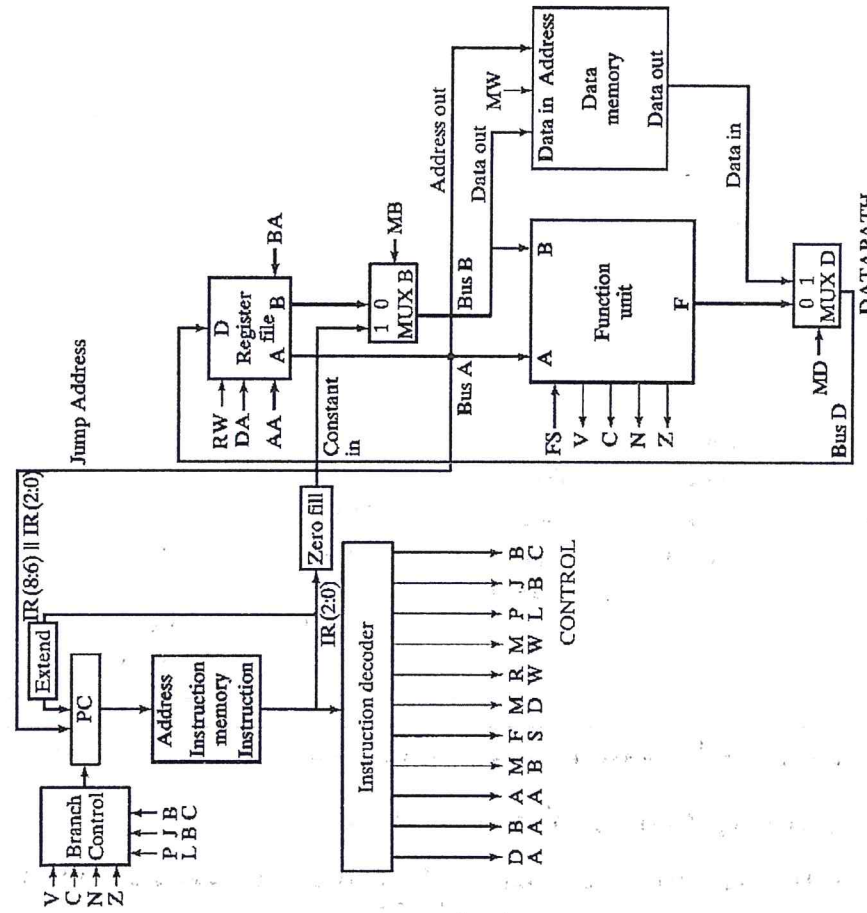 V
C
N
Z
Branch
Control
P
L
J
B
B
C
Extend
IR(8:6) || IR(2:0)
PC
Jump Address
Address
Instruction
memory
Instruction
IR(2:0)
Zero fill
Constant
in
RW
DA
AA
D
Register
file
A
B
BA
1 0
MUX B
MB
Bus A
Bus B
Address out
Data out
MW
Data in Address
Data
memory
Data out
Data in
FS
V
C
N
Z
A
B
Function
unit
F
MD
0 1
MUX D
Bus D
DATAPATH
Instruction decoder
D
A
B
A
A
A
M
B
F
S
M
D
R
W
M
W
P
L
J
B
B
C
CONTROL